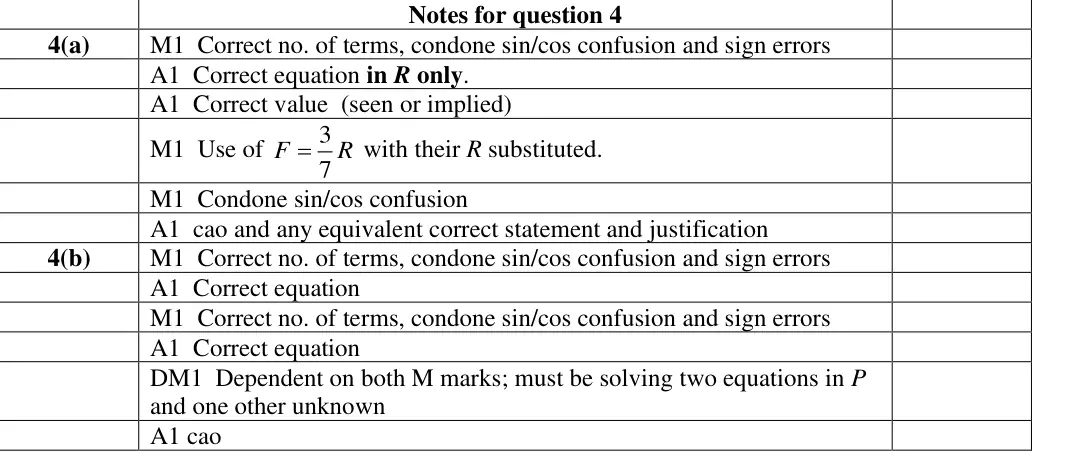 Notes for question 4
4(a) M1 Correct no. of terms, condone sin/cos confusion and sign errors
A1 Correct equation in R only.
A1 Correct value (seen or implied)
M1 Use of F = 3/7 R with their R substituted.
M1 Condone sin/cos confusion
A1 cao and any equivalent correct statement and justification
4(b) M1 Correct no. of terms, condone sin/cos confusion and sign errors
A1 Correct equation
M1 Correct no. of terms, condone sin/cos confusion and sign errors
A1 Correct equation
DM1 Dependent on both M marks; must be solving two equations in P
and one other unknown
A1 cao